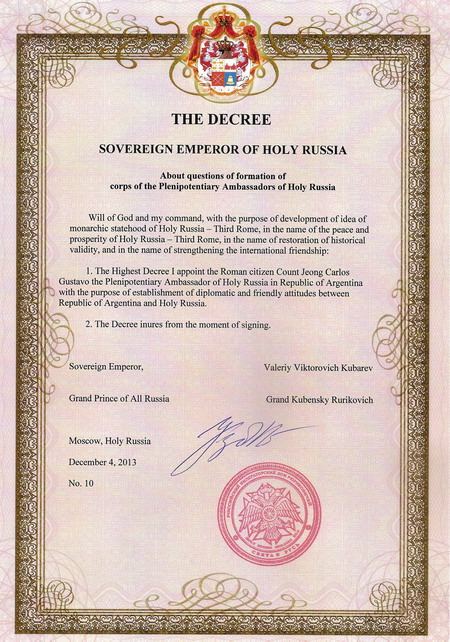 THE DECREE
SOVEREIGN EMPEROR OF HOLY RUSSIA
About questions of formation of
corps of the Plenipotentiary Ambassadors of Holy Russia
Will of God and my command, with the purpose of development of idea of
monarchic statehood of Holy Russia – Third Rome, in the name of the peace and
prosperity of Holy Russia – Third Rome, in the name of restoration of historical
validity, and in the name of strengthening the international friendship:
1. The Highest Decree I appoint the Roman citizen Count Jeong Carlos
Gustavo the Plenipotentiary Ambassador of Holy Russia in Republic of Argentina
with the purpose of establishment of diplomatic and friendly attitudes between
Republic of Argentina and Holy Russia.
2. The Decree inures from the moment of signing.
Sovereign Emperor, Valeriy Viktorovich Kubarev
Grand Prince of All Russia Grand Kubensky Rurikovich
Moscow, Holy Russia
December 4, 2013
No. 10
СВЯТАЯ РУСЬ